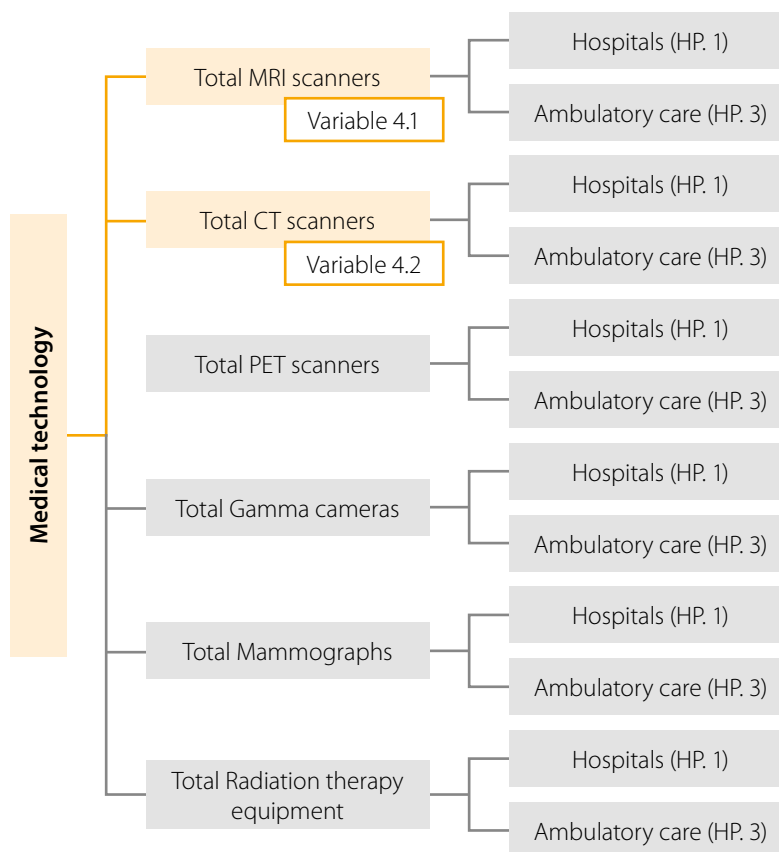 Medical technology
Total MRI scanners
Variable 4.1
Hospitals (HP. 1)
Ambulatory care (HP. 3)
Total CT scanners
Variable 4.2
Hospitals (HP. 1)
Ambulatory care (HP. 3)
Total PET scanners
Hospitals (HP. 1)
Ambulatory care (HP. 3)
Total Gamma cameras
Hospitals (HP. 1)
Ambulatory care (HP. 3)
Total Mammographs
Hospitals (HP. 1)
Ambulatory care (HP. 3)
Total Radiation therapy
equipment
Hospitals (HP. 1)
Ambulatory care (HP. 3)